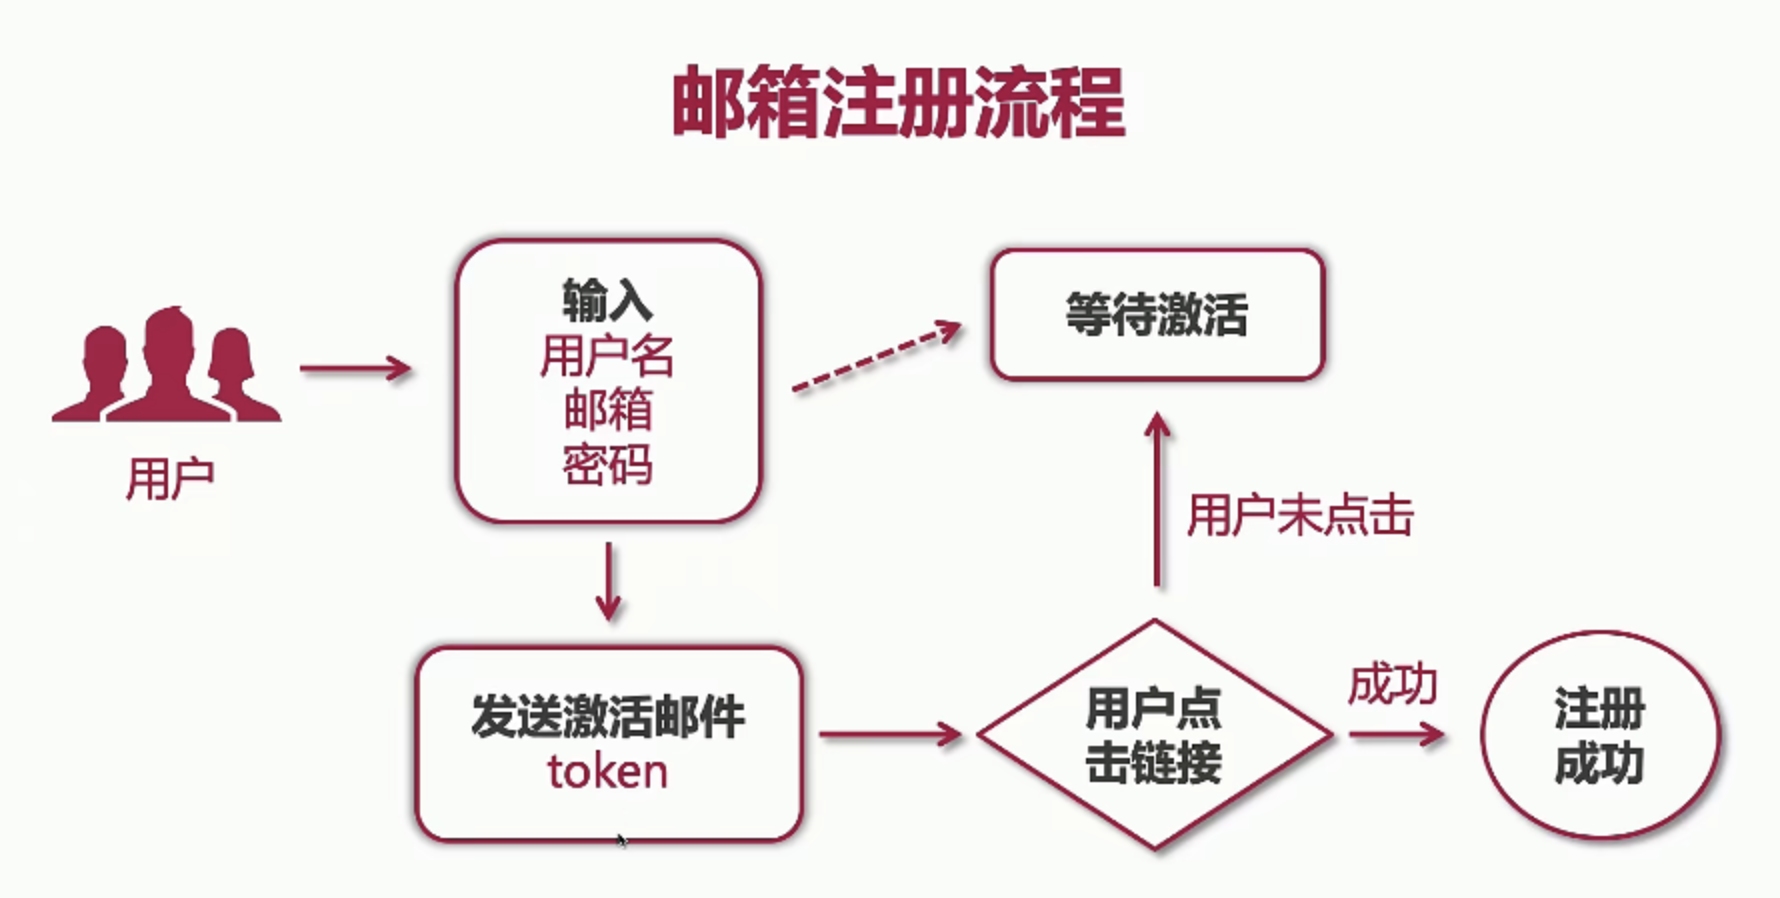 邮箱注册流程
输入
用户名
邮箱
密码
等待激活
用户
用户未点击
发送激活邮件
token
用户点
击链接
成功
注册
成功